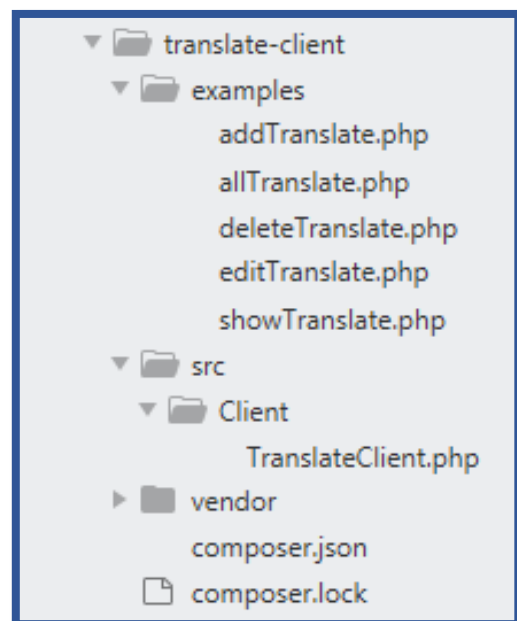 translate-client
examples
addTranslate.php
allTranslate.php
deleteTranslate.php
editTranslate.php
showTranslate.php
src
Client
TranslateClient.php
vendor
composer.json
composer.lock